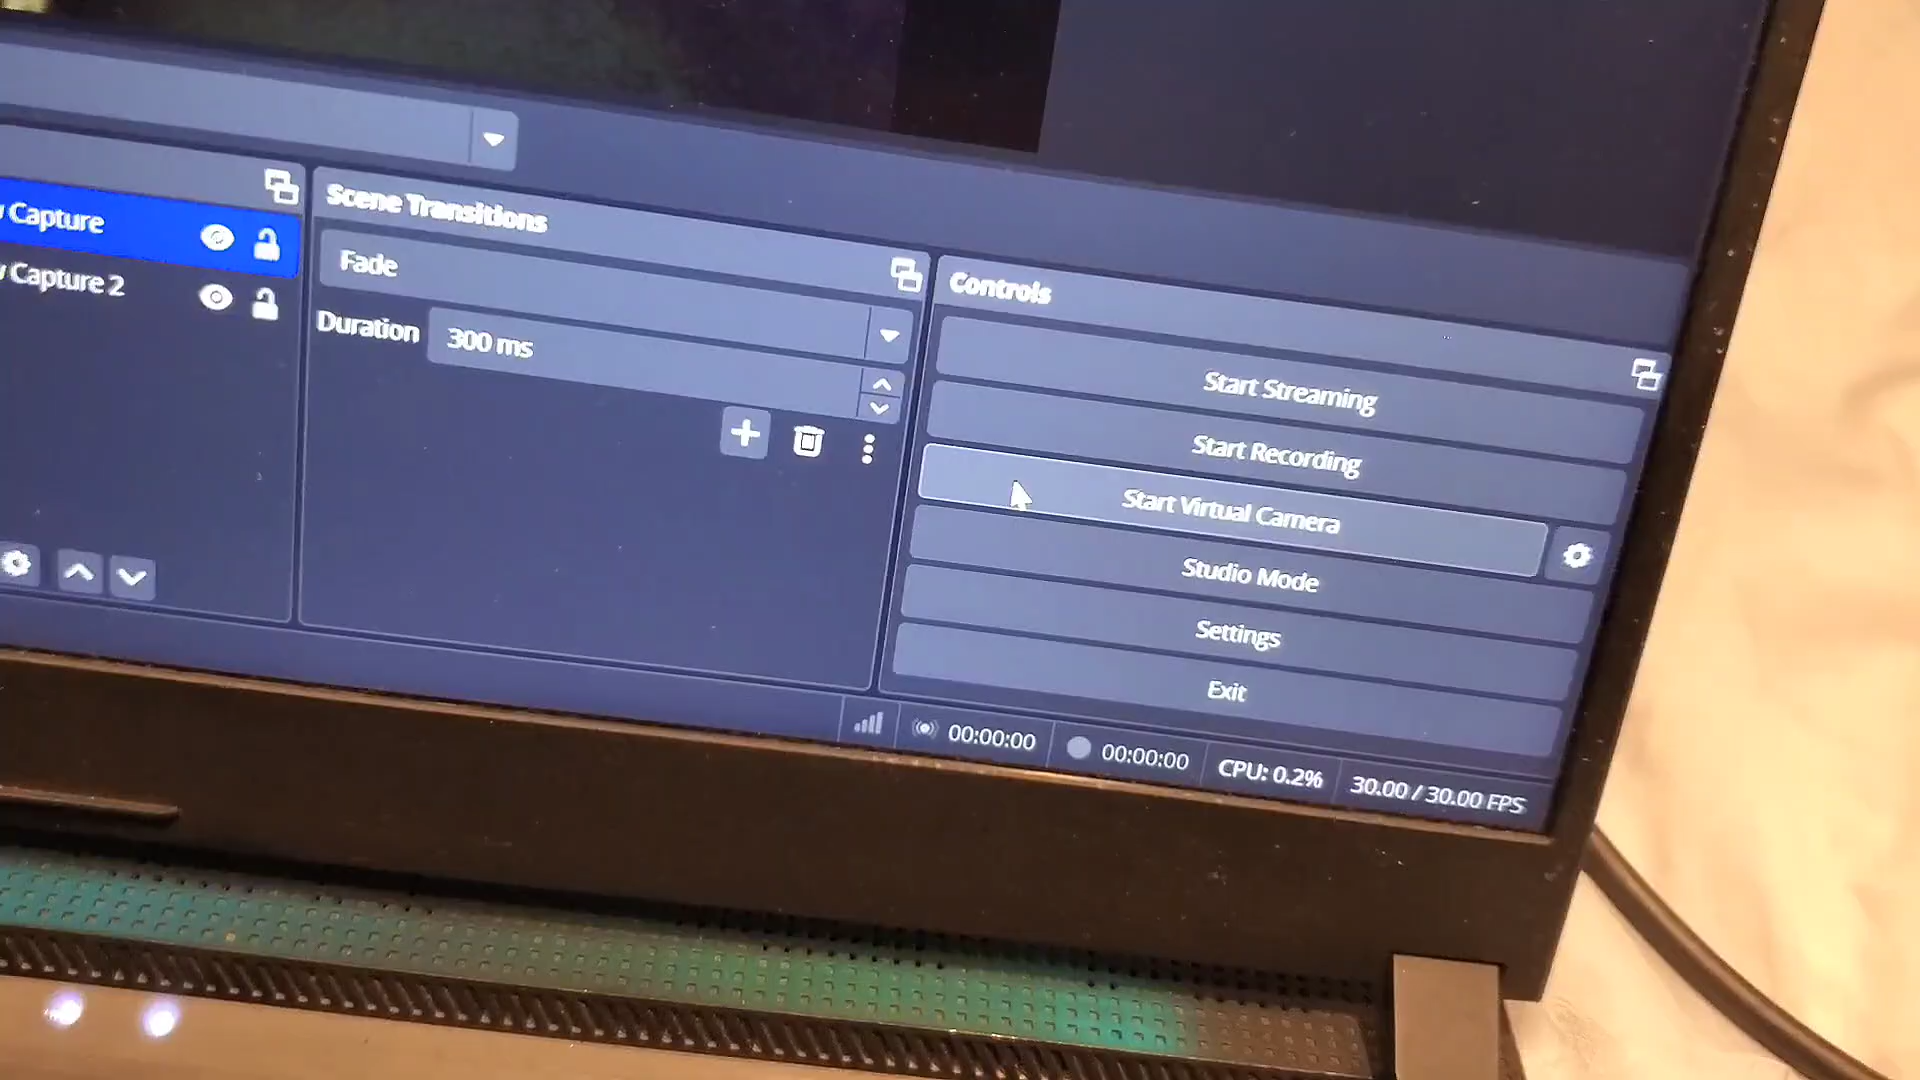 Capture
Capture 2
Scene Transitions
Fade
Duration
300 ms
Controls
Start Streaming
Start Recording
Start Virtual Camera
Studio Mode
Settings
Exit
00:00:00
00:00:00
CPU: 0.2%
30.00 / 30.00 FPS